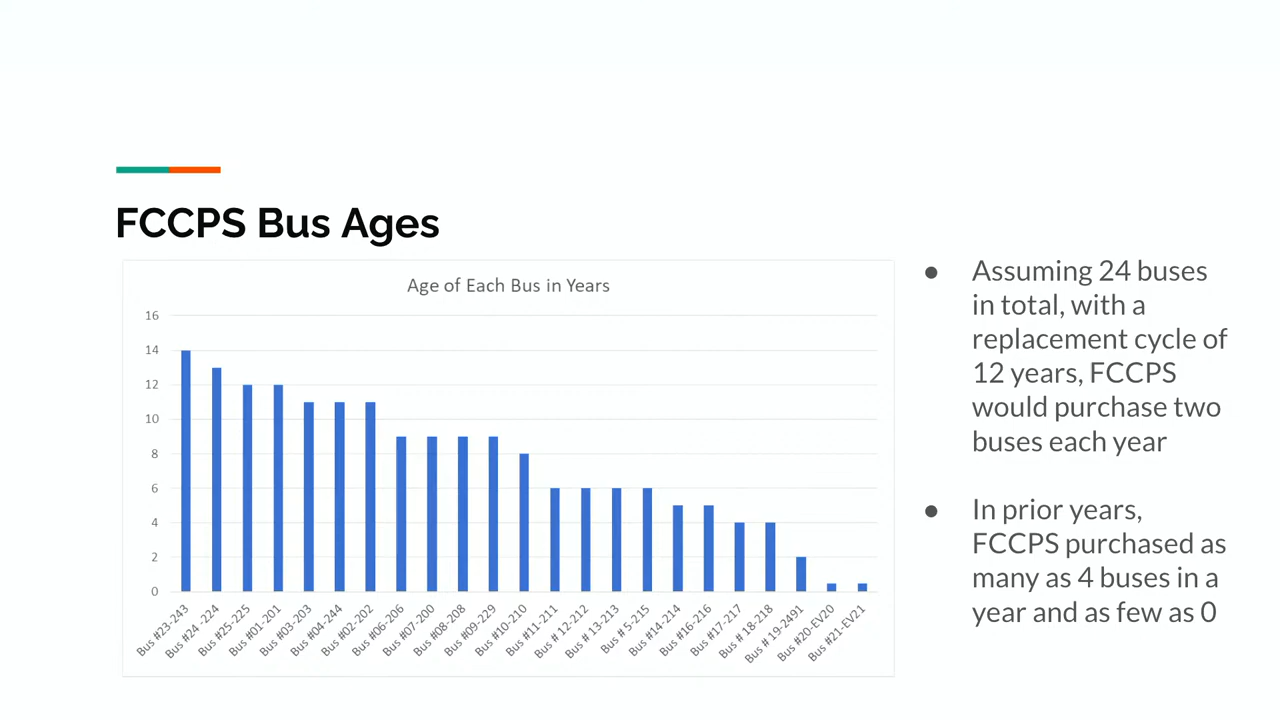 FCCPS Bus Ages
Age of Each Bus in Years
16
14
12
10
8
6
4
2
0
Bus #23-243
Bus #24 -224
Bus #25-225
Bus #01-201
Bus #03-203
Bus #04-244
Bus #02-202
Bus #06-206
Bus #07-200
Bus #08-208
Bus #09-229
Bus #10-210
Bus #11-211
Bus # 12-212
Bus # 13-213
Bus # 5-215
Bus #14-214
Bus #16-216
Bus #17-217
Bus # 18-218
Bus # 19-2491
Bus #20-EV20
Bus #21-EV21
● Assuming 24 buses
in total, with a
replacement cycle of
12 years, FCCPS
would purchase two
buses each year
● In prior years,
FCCPS purchased as
many as 4 buses in a
year and as few as 0